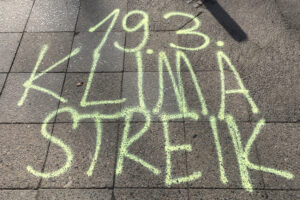 19.3.
KLIMA
STREIK